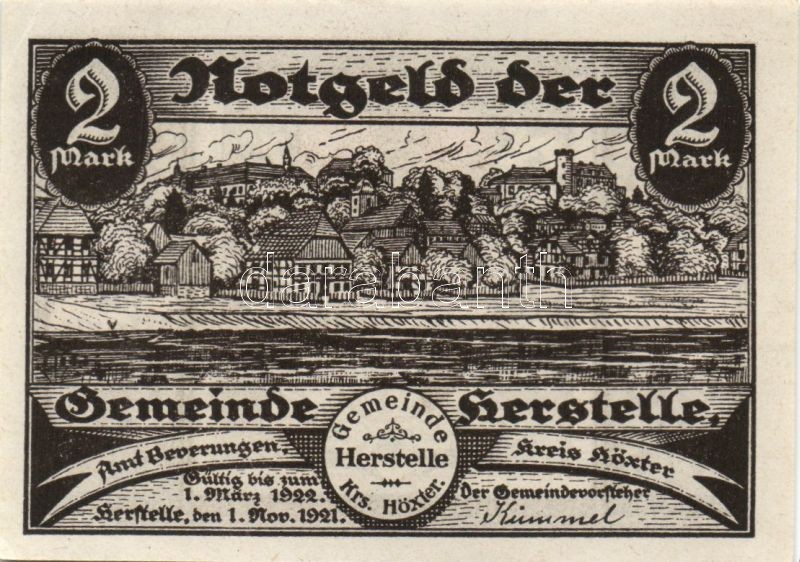 2 Mark
Notgeld der
2 Mark
darabanth
Gemeinde Herstelle.
Amt Beverungen.
Kreis Höxter
Gemeinde
Herstelle
Krs. Höxter.
Gültig bis zum
1. März 1922.
Herstelle, den 1. Nov. 1921.
Der Gemeindevorsteher
Kümmel